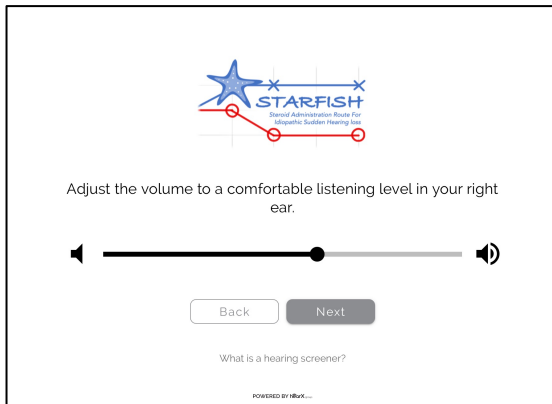 STARFISH
Steroid Administration Route For
Idiopathic Sudden Hearing loss
Adjust the volume to a comfortable listening level in your right
ear.
Back
Next
What is a hearing screener?
POWERED BY